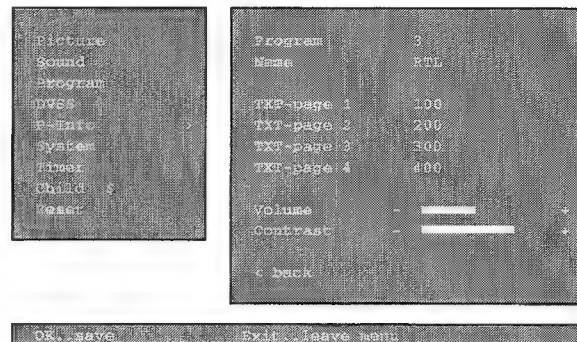 Picture
Sound
Program
DVSS
P-Info >
System
Timer
Child $
Reset
Program 3
Name RTL
TXT-page 1 100
TXT-page 2 200
TXT-page 3 300
TXT-page 4 400
Volume - +
Contrast - +
< back
OK..save Exit..leave menu